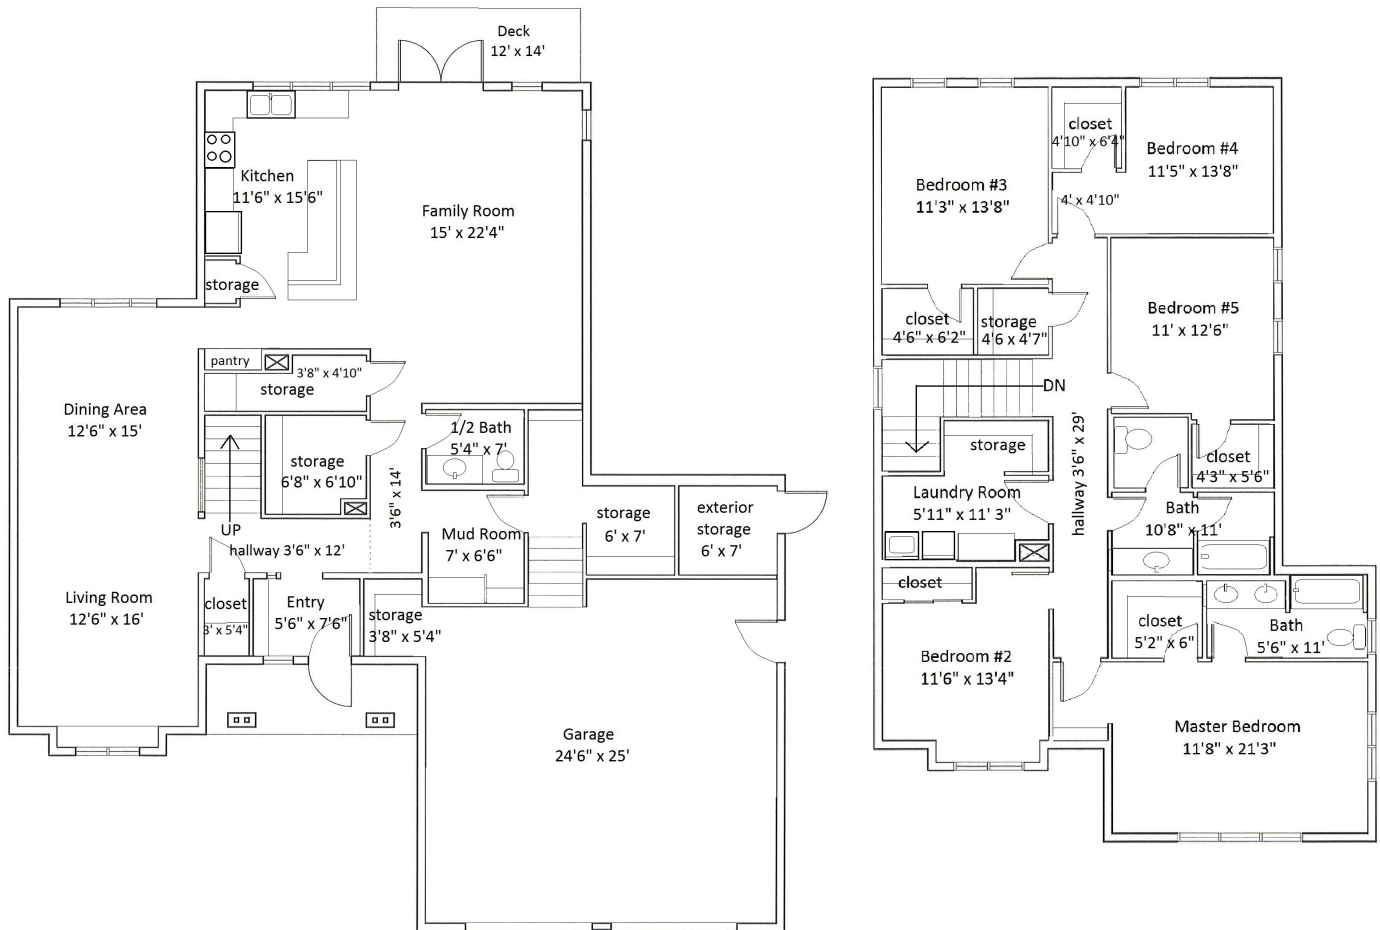 Deck
12' x 14'
Kitchen
11'6" x 15'6"
Family Room
15' x 22'4"
storage
pantry
3'8" x 4'10"
storage
Dining Area
12'6" x 15'
1/2 Bath
5'4" x 7'
storage
6'8" x 6'10"
3'6" x 14'
UP
hallway 3'6" x 12'
Mud Room
7' x 6'6"
storage
6' x 7'
exterior
storage
6' x 7'
Living Room
12'6" x 16'
closet
3' x 5'4"
Entry
5'6" x 7'6"
storage
3'8" x 5'4"
Garage
24'6" x 25'
closet
4'10" x 6'4"
Bedroom #4
11'5" x 13'8"
Bedroom #3
11'3" x 13'8"
4' x 4'10"
closet
4'6" x 6'2"
storage
4'6 x 4'7"
Bedroom #5
11' x 12'6"
DN
hallway 3'6" x 29'
storage
closet
4'3" x 5'6"
Laundry Room
5'11" x 11' 3"
Bath
10'8" x 11'
closet
Bedroom #2
11'6" x 13'4"
closet
5'2" x 6"
Bath
5'6" x 11'
Master Bedroom
11'8" x 21'3"